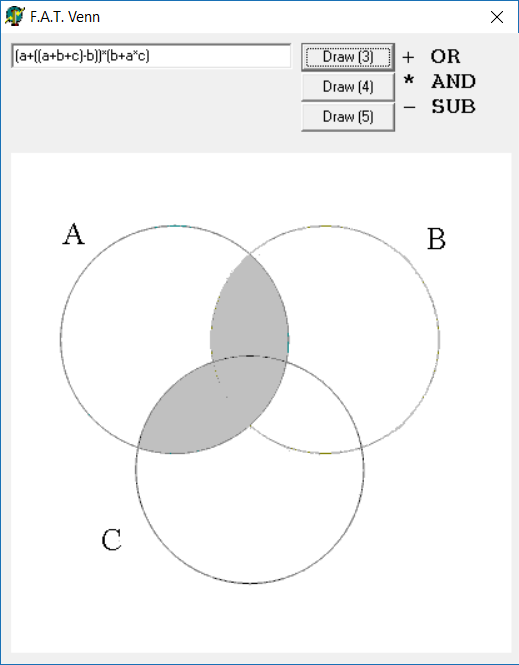 F.A.T. Venn
(a+((a+b+c)-b))*(b+a*c)
Draw (3)
+ OR
Draw (4)
* AND
Draw (5)
− SUB
A
B
C